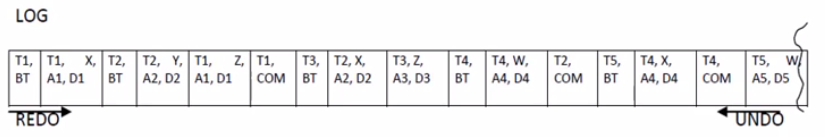 LOG
T1, BT
T1, X, A1, D1
T2, BT
T2, Y, A2, D2
T1, Z, A1, D1
T1, COM
T3, BT
T2, X, A2, D2
T3, Z, A3, D3
T4, BT
T4, W, A4, D4
T2, COM
T5, BT
T4, X, A4, D4
T4, COM
T5, W, A5, D5
REDO
UNDO